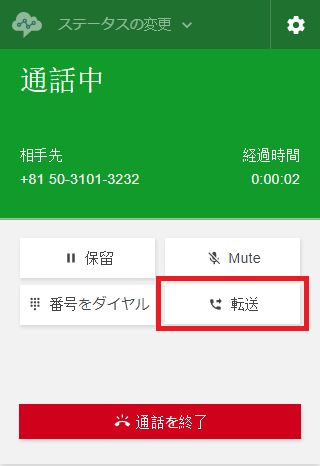 ステータスの変更
通話中
相手先 経過時間
+81 50-3101-3232 0:00:02
保留 Mute
番号をダイヤル 転送
通話を終了